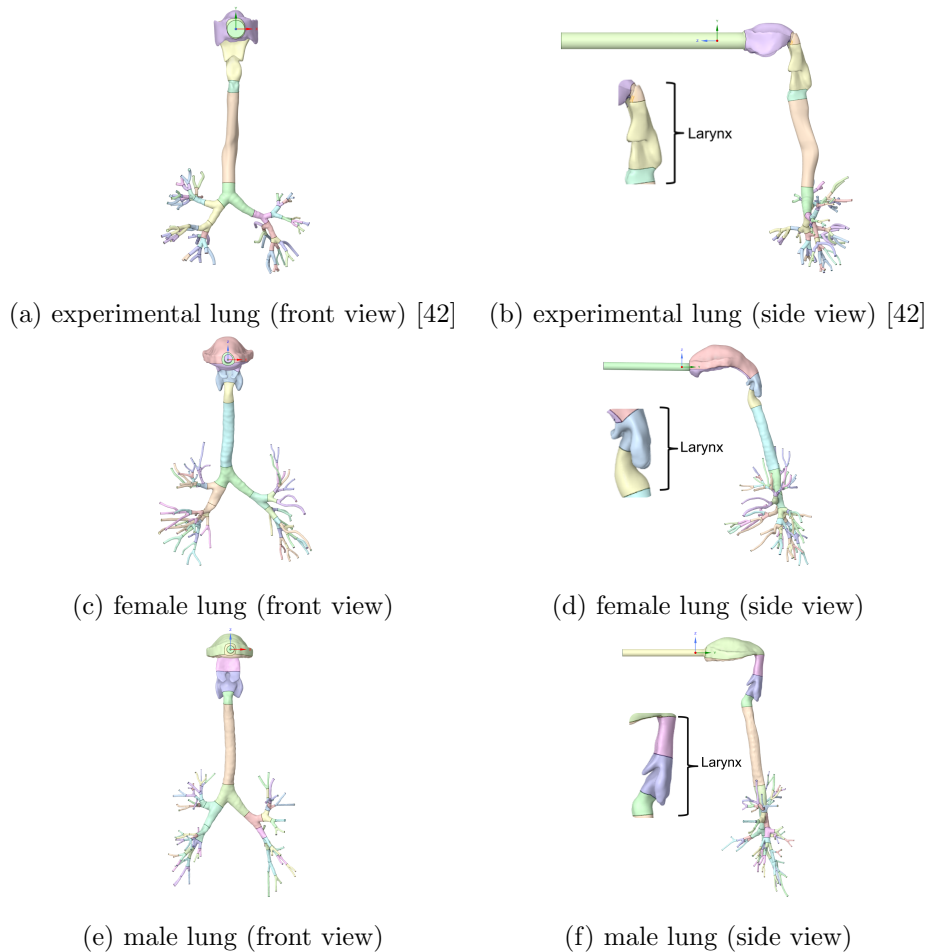 Larynx
(a) experimental lung (front view) [42]
(b) experimental lung (side view) [42]
Larynx
(c) female lung (front view)
(d) female lung (side view)
Larynx
(e) male lung (front view)
(f) male lung (side view)